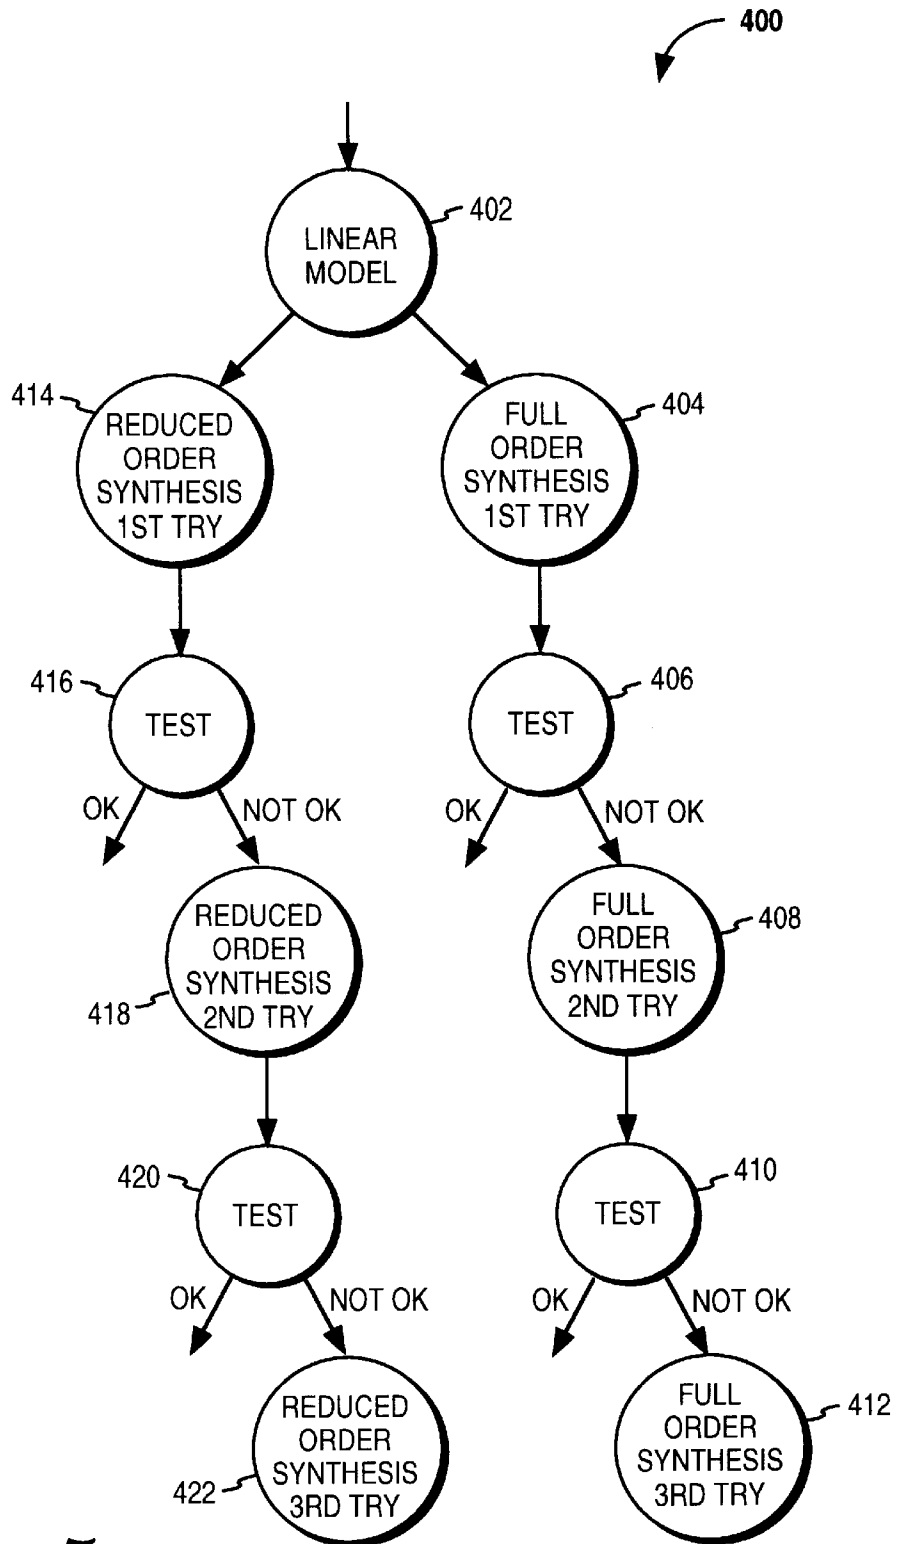 400
402
LINEAR
MODEL
414
REDUCED
ORDER
SYNTHESIS
1ST TRY
404
FULL
ORDER
SYNTHESIS
1ST TRY
416
TEST
OK
NOT OK
406
TEST
OK
NOT OK
REDUCED
ORDER
SYNTHESIS
2ND TRY
418
FULL
ORDER
SYNTHESIS
2ND TRY
408
420
TEST
OK
NOT OK
410
TEST
OK
NOT OK
REDUCED
ORDER
SYNTHESIS
3RD TRY
422
FULL
ORDER
SYNTHESIS
3RD TRY
412